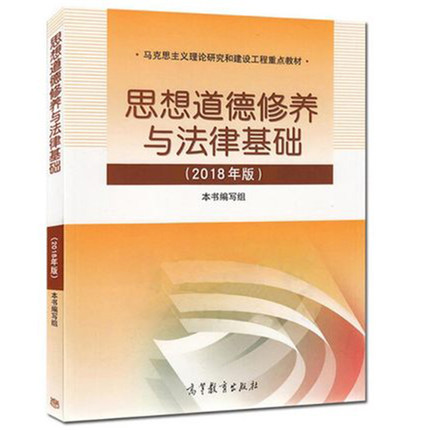 ·马克思主义理论研究和建设工程重点教材·
思想道德修养
与法律基础
(2018年版)
本书编写组
高等教育出版社
思想道德修养与法律基础
(2018年版)
本书编写组